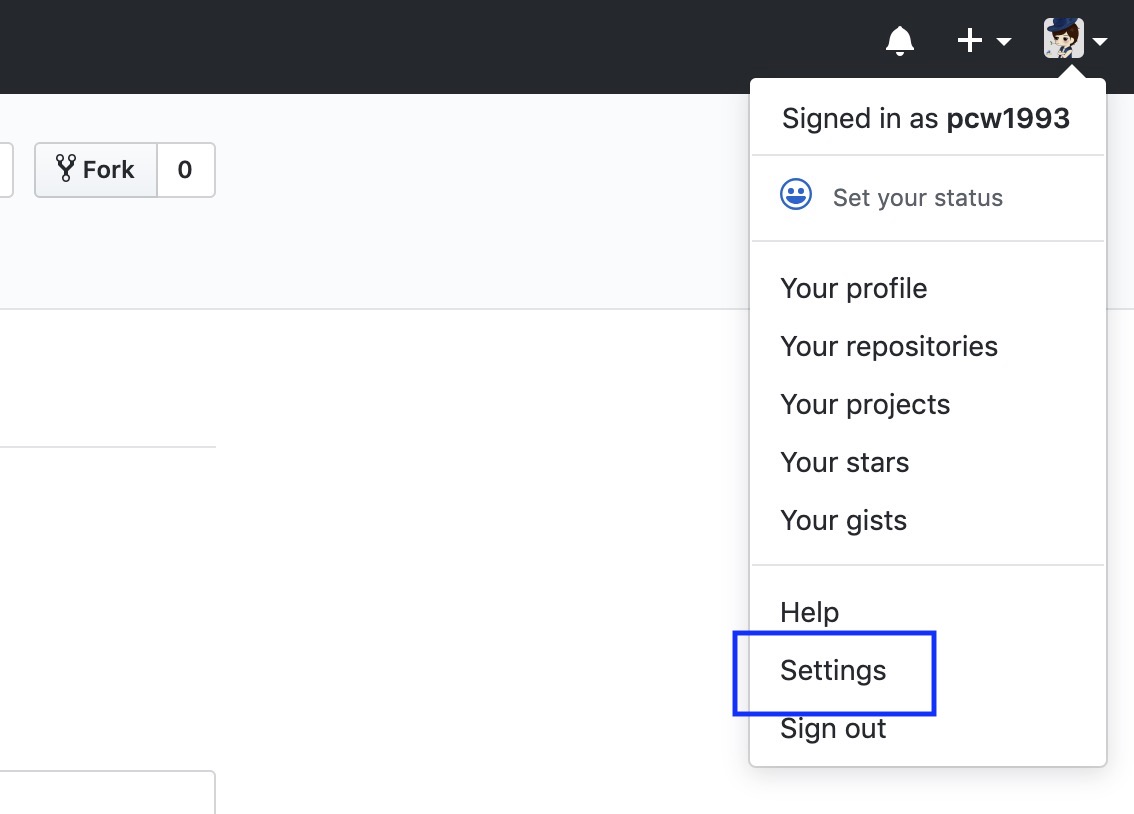 Signed in as pcw1993
Fork 0
Set your status
Your profile
Your repositories
Your projects
Your stars
Your gists
Help
Settings
Sign out